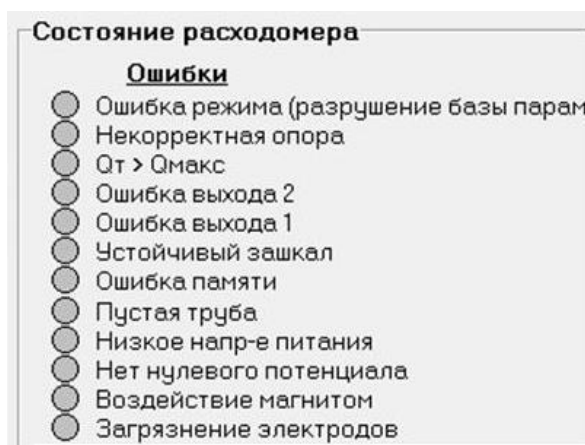 Состояние расходомера
Ошибки
Ошибка режима (разрушение базы парам
Некорректная опора
Qт > Qмакс
Ошибка выхода 2
Ошибка выхода 1
Устойчивый зашкал
Ошибка памяти
Пустая труба
Низкое напр-е питания
Нет нулевого потенциала
Воздействие магнитом
Загрязнение электродов